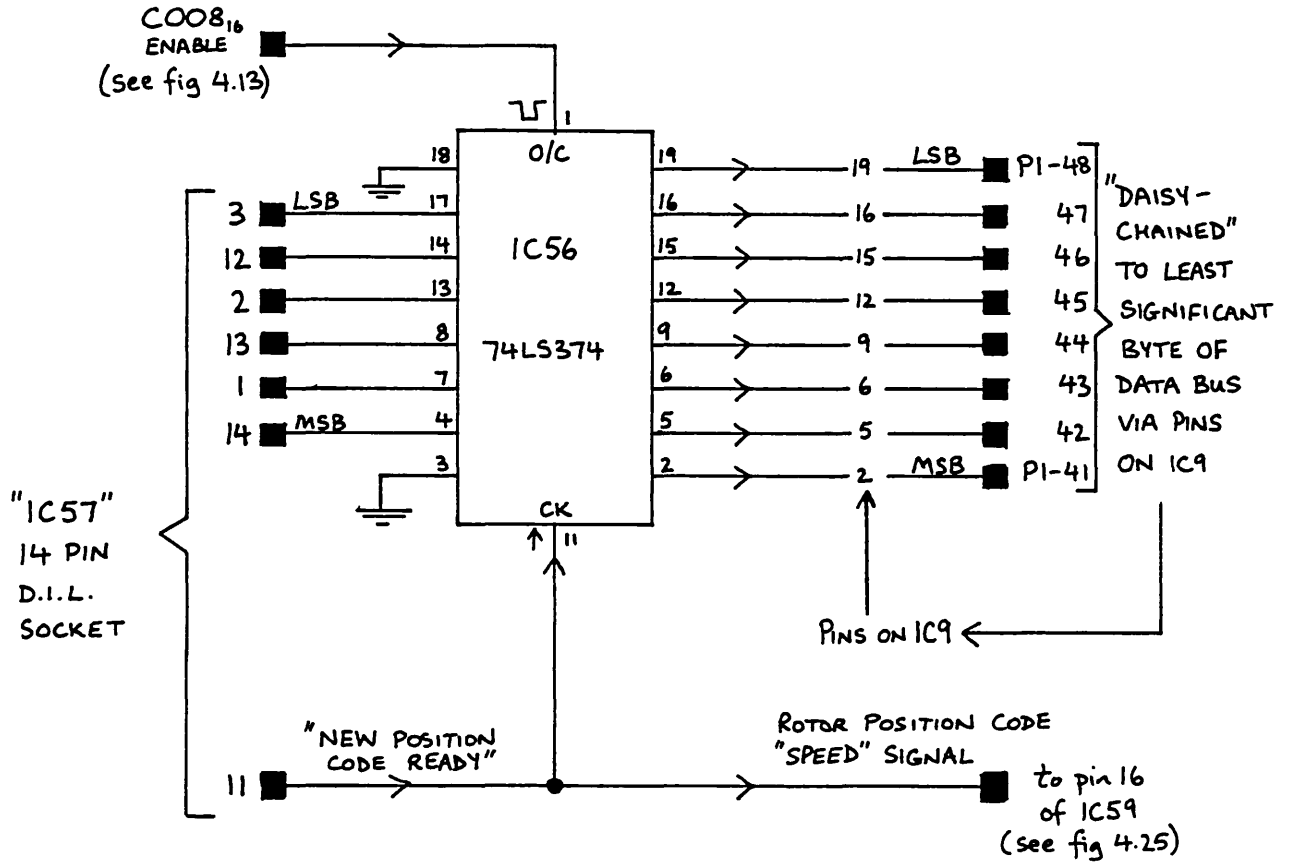 C008₁₆
ENABLE
(see fig 4.13)
1
O/C
18
19
19
LSB
P1-48
3
LSB
17
16
16
47
12
14
15
15
46
2
13
12
12
45
13
8
9
9
44
1
7
6
6
43
14
MSB
4
5
5
42
3
2
2
MSB
P1-41
IC56
74LS374
CK
11
"DAISY-
CHAINED"
TO LEAST
SIGNIFICANT
BYTE OF
DATA BUS
VIA PINS
ON IC9
"IC57"
14 PIN
D.I.L.
SOCKET
PINS ON IC9
"NEW POSITION
CODE READY"
11
ROTOR POSITION CODE
"SPEED" SIGNAL
to pin 16
of IC59
(see fig 4.25)